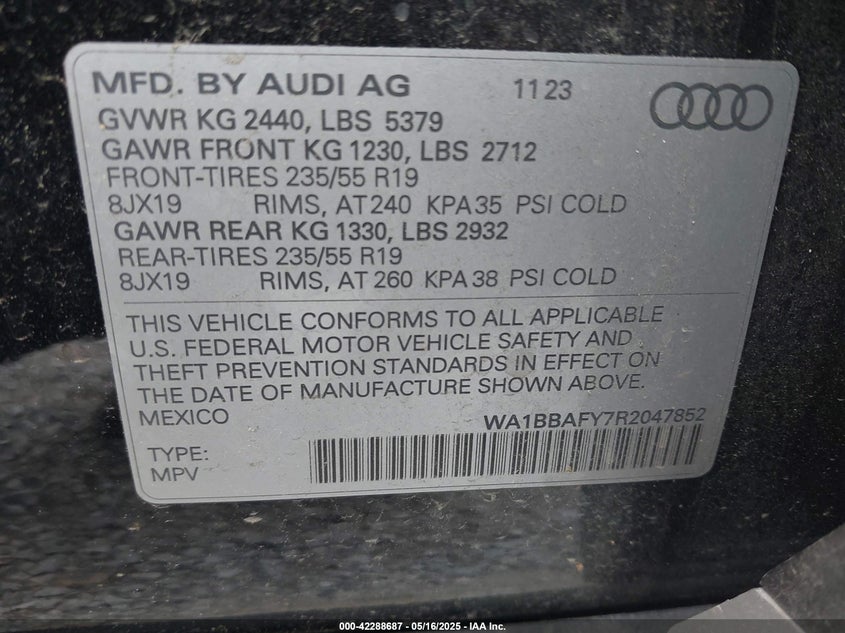 MFD. BY AUDI AG 11 23
GVWR KG 2440, LBS 5379
GAWR FRONT KG 1230, LBS 2712
FRONT-TIRES 235/55 R19
8JX19 RIMS, AT 240 KPA 35 PSI COLD
GAWR REAR KG 1330, LBS 2932
REAR-TIRES 235/55 R19
8JX19 RIMS, AT 260 KPA 38 PSI COLD
THIS VEHICLE CONFORMS TO ALL APPLICABLE
U.S. FEDERAL MOTOR VEHICLE SAFETY AND
THEFT PREVENTION STANDARDS IN EFFECT ON
THE DATE OF MANUFACTURE SHOWN ABOVE.
MEXICO WA1BBAFY7R2047852
TYPE:
MPV
000-42288687 - 05/16/2025 - IAA Inc.